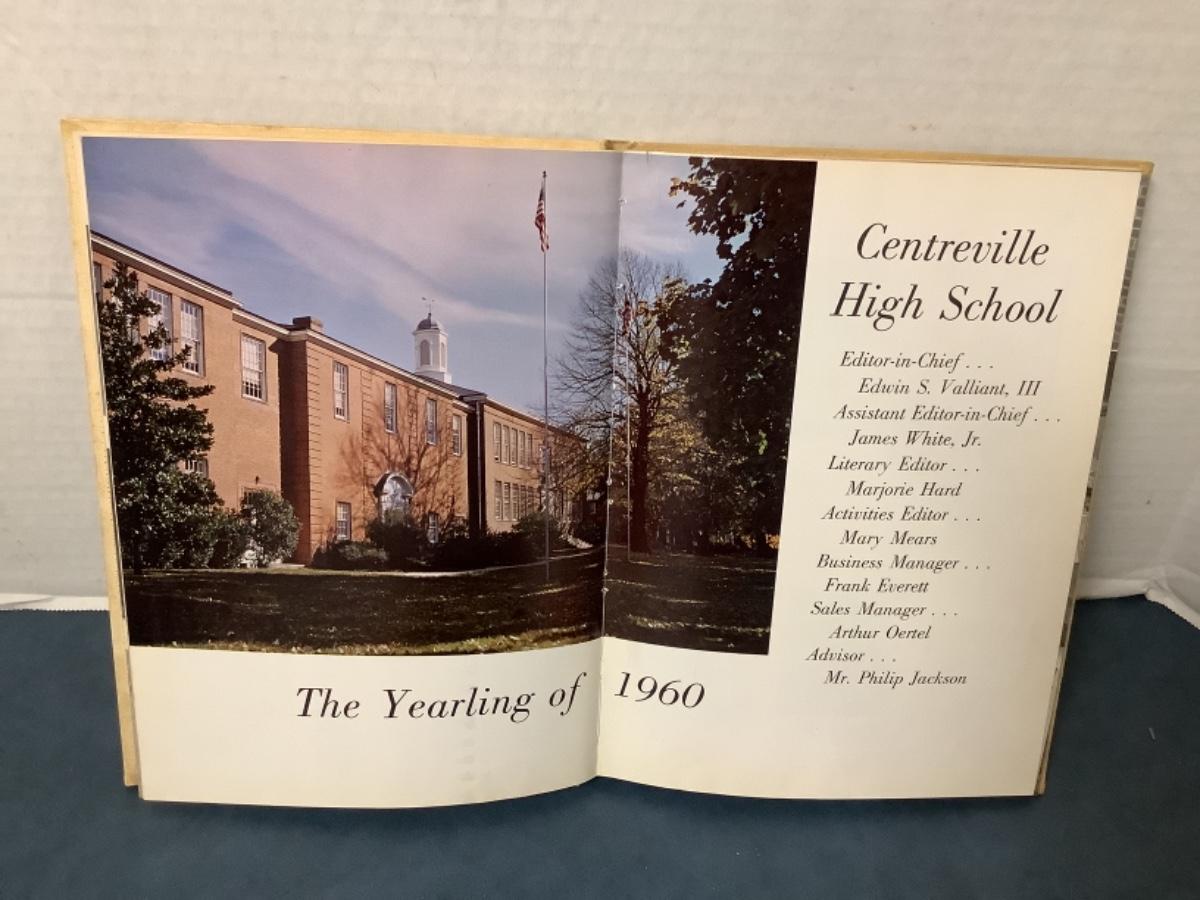 Centreville
High School
Editor-in-Chief . . .
Edwin S. Valliant, III
Assistant Editor-in-Chief . . .
James White, Jr.
Literary Editor . . .
Marjorie Hard
Activities Editor . . .
Mary Mears
Business Manager . . .
Frank Everett
Sales Manager . . .
Arthur Oertel
Advisor . . .
Mr. Philip Jackson
The Yearling of 1960